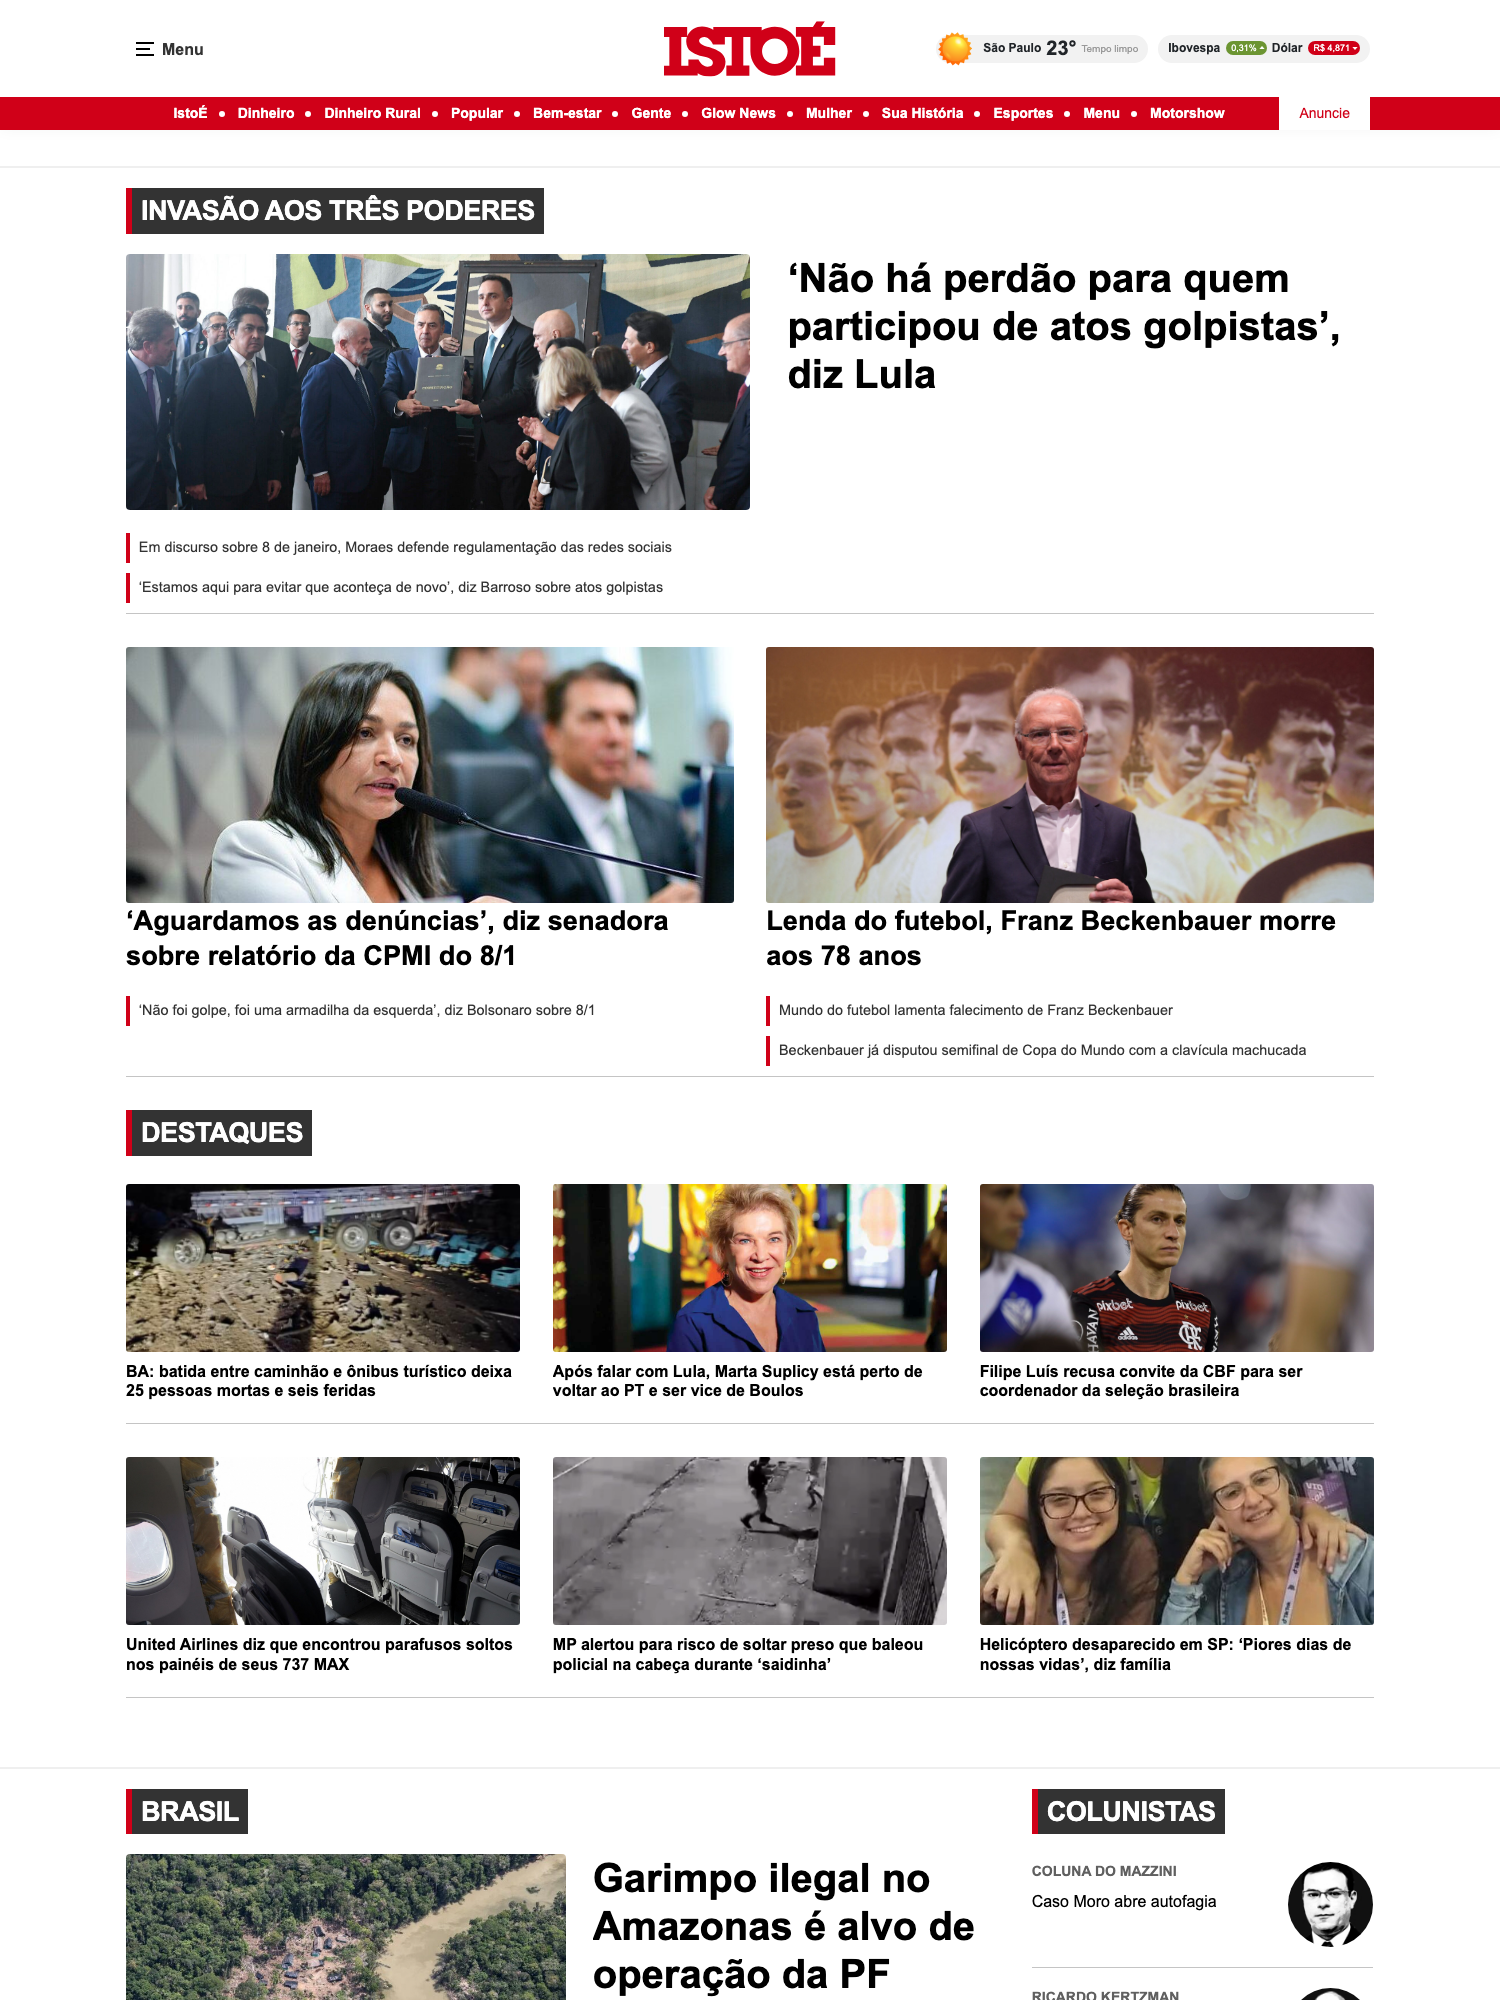 Menu
ISTOÉ
São Paulo 23° Tempo limpo
Ibovespa 0,31% Dólar R$ 4,871
IstoÉ • Dinheiro • Dinheiro Rural • Popular • Bem-estar • Gente • Glow News • Mulher • Sua História • Esportes • Menu • Motorshow
Anuncie
INVASÃO AOS TRÊS PODERES
‘Não há perdão para quem
participou de atos golpistas’,
diz Lula
Em discurso sobre 8 de janeiro, Moraes defende regulamentação das redes sociais
‘Estamos aqui para evitar que aconteça de novo’, diz Barroso sobre atos golpistas
‘Aguardamos as denúncias’, diz senadora
sobre relatório da CPMI do 8/1
‘Não foi golpe, foi uma armadilha da esquerda’, diz Bolsonaro sobre 8/1
Lenda do futebol, Franz Beckenbauer morre
aos 78 anos
Mundo do futebol lamenta falecimento de Franz Beckenbauer
Beckenbauer já disputou semifinal de Copa do Mundo com a clavícula machucada
DESTAQUES
pixbet pixbet
HAVAN
BA: batida entre caminhão e ônibus turístico deixa
25 pessoas mortas e seis feridas
Após falar com Lula, Marta Suplicy está perto de
voltar ao PT e ser vice de Boulos
Filipe Luís recusa convite da CBF para ser
coordenador da seleção brasileira
United Airlines diz que encontrou parafusos soltos
nos painéis de seus 737 MAX
MP alertou para risco de soltar preso que baleou
policial na cabeça durante ‘saidinha’
Helicóptero desaparecido em SP: ‘Piores dias de
nossas vidas’, diz família
BRASIL
Garimpo ilegal no
Amazonas é alvo de
operação da PF
COLUNISTAS
COLUNA DO MAZZINI
Caso Moro abre autofagia
RICARDO KERTZMAN